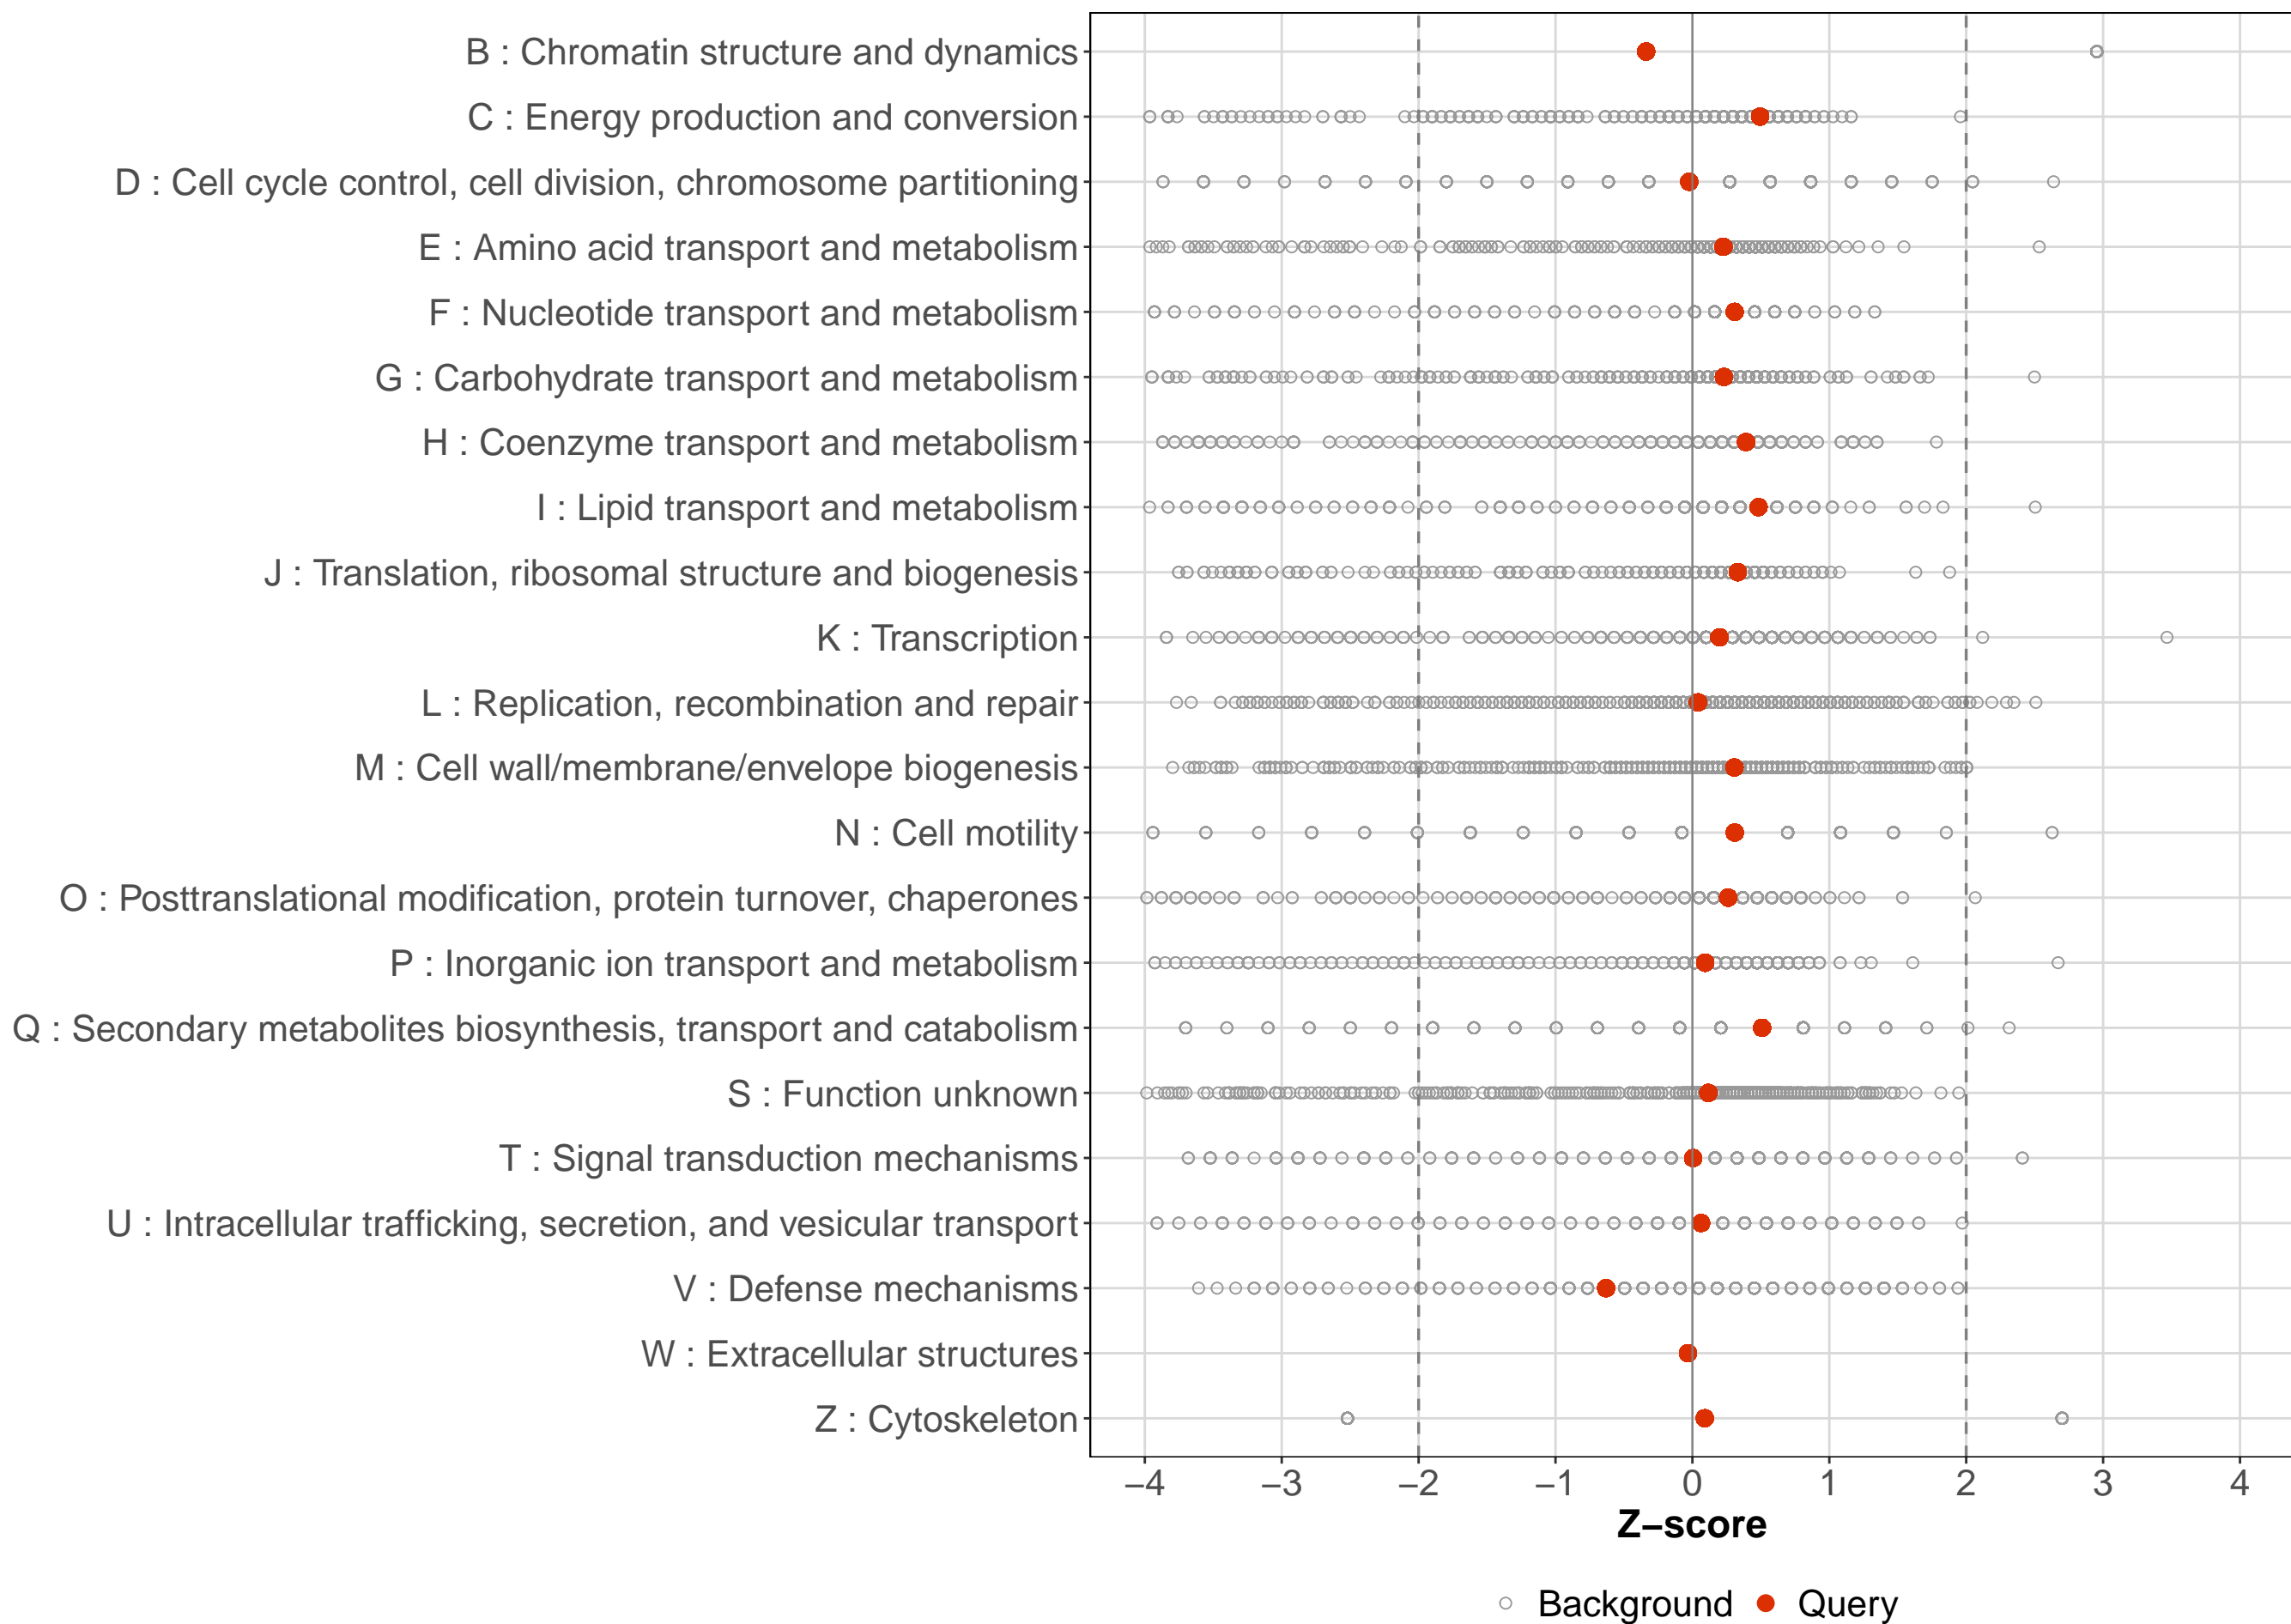 B : Chromatin structure and dynamics
C : Energy production and conversion
D : Cell cycle control, cell division, chromosome partitioning
E : Amino acid transport and metabolism
F : Nucleotide transport and metabolism
G : Carbohydrate transport and metabolism
H : Coenzyme transport and metabolism
I : Lipid transport and metabolism
J : Translation, ribosomal structure and biogenesis
K : Transcription
L : Replication, recombination and repair
M : Cell wall/membrane/envelope biogenesis
N : Cell motility
O : Posttranslational modification, protein turnover, chaperones
P : Inorganic ion transport and metabolism
Q : Secondary metabolites biosynthesis, transport and catabolism
S : Function unknown
T : Signal transduction mechanisms
U : Intracellular trafficking, secretion, and vesicular transport
V : Defense mechanisms
W : Extracellular structures
Z : Cytoskeleton
−4 −3 −2 −1 0 1 2 3 4
Z−score
Background Query